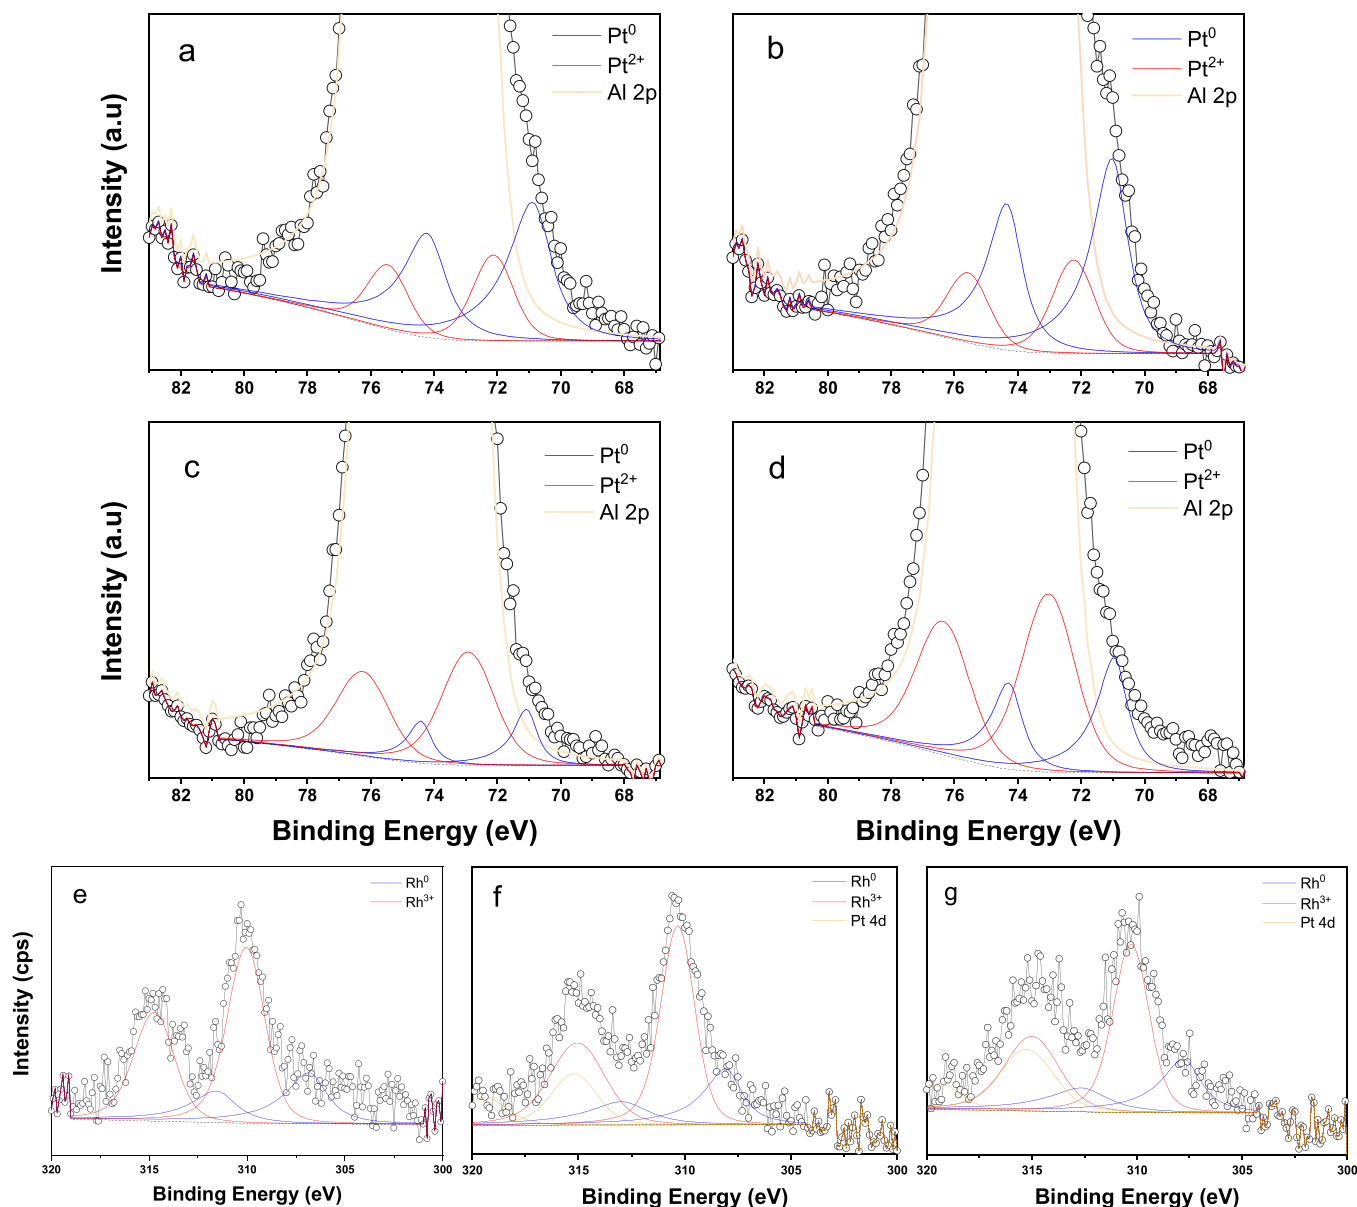 a
Pt⁰
Pt²⁺
Al 2p
Intensity (a.u)
82 80 78 76 74 72 70 68
b
Pt⁰
Pt²⁺
Al 2p
82 80 78 76 74 72 70 68
c
Pt⁰
Pt²⁺
Al 2p
Intensity (a.u)
82 80 78 76 74 72 70 68
Binding Energy (eV)
d
Pt⁰
Pt²⁺
Al 2p
82 80 78 76 74 72 70 68
Binding Energy (eV)
e
Rh⁰
Rh³⁺
Intensity (cps)
320 315 310 305 300
Binding Energy (eV)
f
Rh⁰
Rh³⁺
Pt 4d
320 315 310 305 300
Binding Energy (eV)
g
Rh⁰
Rh³⁺
Pt 4d
320 315 310 305 300
Binding Energy (eV)